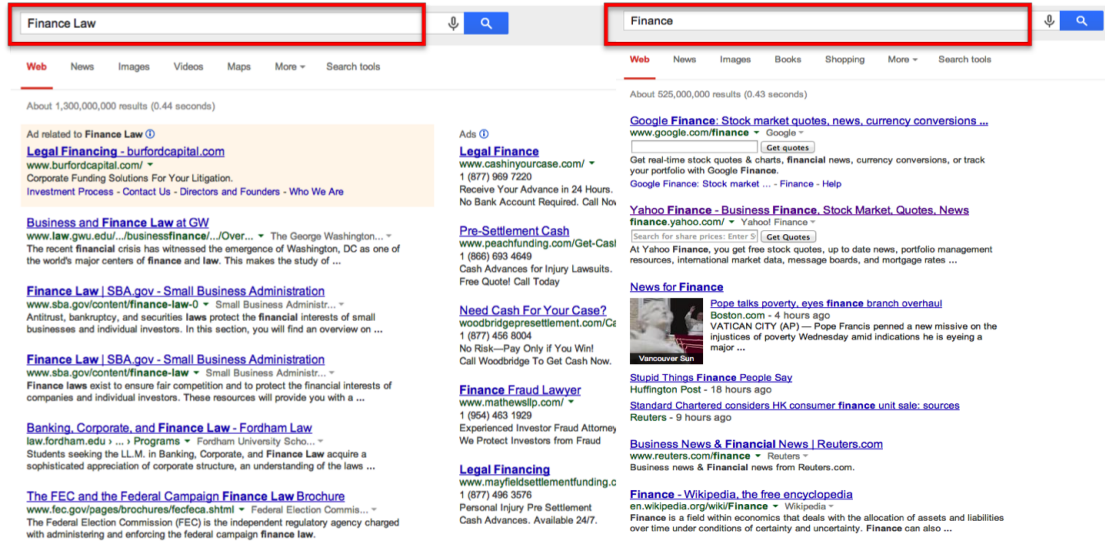 Finance Law
Web News Images Videos Maps More Search tools
About 1,300,000,000 results (0.44 seconds)
Ad related to Finance Law
Legal Financing - burfordcapital.com
www.burfordcapital.com/
Corporate Funding Solutions For Your Litigation.
Investment Process - Contact Us - Directors and Founders - Who We Are
Business and Finance Law at GW
www.law.gwu.edu/.../businessfinance/.../Over... The George Washington...
The recent financial crisis has witnessed the emergence of Washington, DC as one of
the world's major centers of finance and law. This makes the study of ...
Finance Law | SBA.gov - Small Business Administration
www.sba.gov/content/finance-law-0 Small Business Administr...
Antitrust, bankruptcy, and securities laws protect the financial interests of small
businesses and individual investors. In this section, you will find an overview on ...
Finance Law | SBA.gov - Small Business Administration
www.sba.gov/content/finance-law Small Business Administr...
Finance laws exist to ensure fair competition and to protect the financial interests of
companies and individual investors. These resources will provide you with a ...
Banking, Corporate, and Finance Law - Fordham Law
law.fordham.edu › ... › Programs Fordham University Scho...
Students seeking the LL.M. in Banking, Corporate, and Finance Law acquire a
sophisticated appreciation of corporate structure, an understanding of the laws ...
The FEC and the Federal Campaign Finance Law Brochure
www.fec.gov/pages/brochures/fecfeca.shtml Federal Election Commis...
The Federal Election Commission (FEC) is the independent regulatory agency charged
with administering and enforcing the federal campaign finance law.
Ads
Legal Finance
www.cashinyourcase.com/
1 (877) 969 7220
Receive Your Advance in 24 Hours.
No Bank Account Required. Call Nov
Pre-Settlement Cash
www.peachfunding.com/Get-Cash
1 (866) 693 4649
Cash Advances for Injury Lawsuits.
Free Quote! Call Today
Need Cash For Your Case?
woodbridgepresettlement.com/Ca
1 (877) 456 8004
No Risk—Pay Only if You Win!
Call Woodbridge To Get Cash Now.
Finance Fraud Lawyer
www.mathewsllp.com/
1 (954) 463 1929
Experienced Investor Fraud Attorney
We Protect Investors from Fraud
Legal Financing
www.mayfieldsettlementfunding.c
1 (877) 496 3576
Personal Injury Pre Settlement
Cash Advances. Available 24/7.
Finance
Web News Images Books Shopping More Search tools
About 525,000,000 results (0.43 seconds)
Google Finance: Stock market quotes, news, currency conversions ...
www.google.com/finance Google
Get quotes
Get real-time stock quotes & charts, financial news, currency conversions, or track
your portfolio with Google Finance.
Google Finance: Stock market ... - Finance - Help
Yahoo Finance - Business Finance, Stock Market, Quotes, News
finance.yahoo.com/ Yahoo! Finance
Search for share prices: Enter S Get Quotes
At Yahoo Finance, you get free stock quotes, up to date news, portfolio management
resources, international market data, message boards, and mortgage rates ...
News for Finance
Pope talks poverty, eyes finance branch overhaul
Boston.com - 4 hours ago
VATICAN CITY (AP) — Pope Francis penned a new missive on the
injustices of poverty Wednesday amid indications he is eyeing a
major ...
Vancouver Sun
Stupid Things Finance People Say
Huffington Post - 18 hours ago
Standard Chartered considers HK consumer finance unit sale: sources
Reuters - 9 hours ago
Business News & Financial News | Reuters.com
www.reuters.com/finance Reuters
Business news & Financial news from Reuters.com.
Finance - Wikipedia, the free encyclopedia
en.wikipedia.org/wiki/Finance Wikipedia
Finance is a field within economics that deals with the allocation of assets and liabilities
over time under conditions of certainty and uncertainty. Finance can also ...